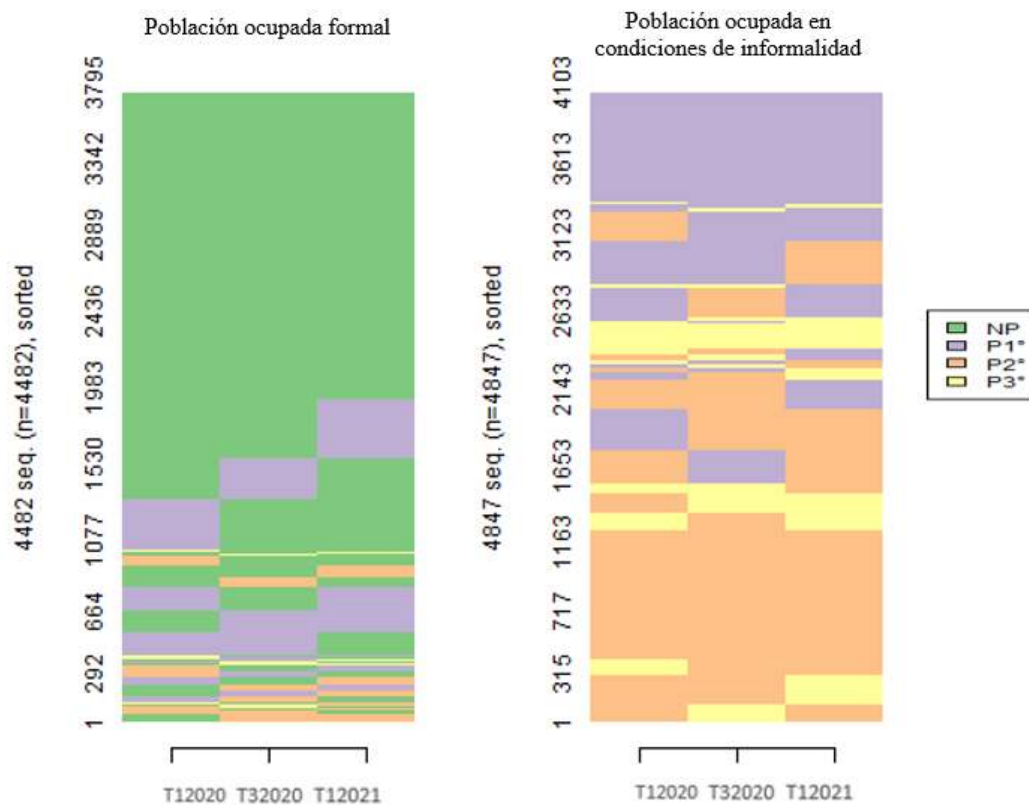 Población ocupada formal
4482 seq. (n=4482), sorted
3795
3342
2889
2436
1983
1530
1077
664
292
1
T12020 T32020 T12021
Población ocupada en
condiciones de informalidad
4847 seq. (n=4847), sorted
4103
3613
3123
2633
2143
1653
1163
717
315
1
T12020 T32020 T12021
NP
P1°
P2°
P3°